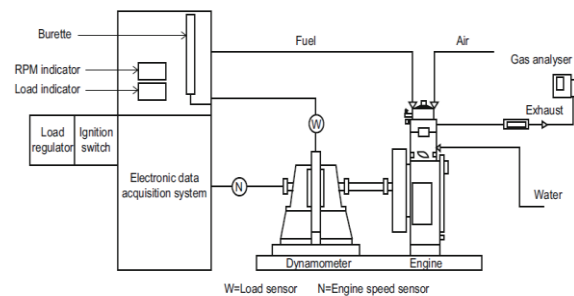 Burette
Fuel
Air
Gas analyser
RPM indicator
Load indicator
Exhaust
W
Load regulator
Ignition switch
Electronic data acquisition system
N
Water
Dynamometer
Engine
W=Load sensor N=Engine speed sensor